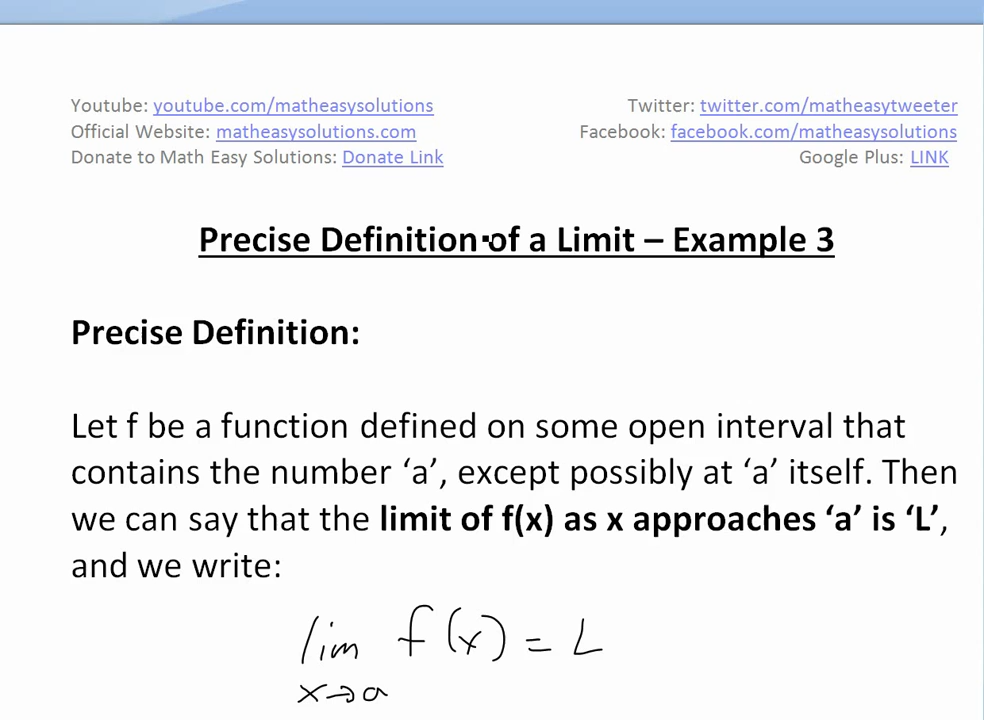 Youtube: youtube.com/matheasysolutions
Twitter: twitter.com/matheasytweeter
Official Website: matheasysolutions.com
Facebook: facebook.com/matheasysolutions
Donate to Math Easy Solutions: Donate Link
Google Plus: LINK
Precise Definition of a Limit – Example 3
Precise Definition:
Let f be a function defined on some open interval that
contains the number ‘a’, except possibly at ‘a’ itself. Then
we can say that the limit of f(x) as x approaches ‘a’ is ‘L’,
and we write:
lim f(x) = L
x→a